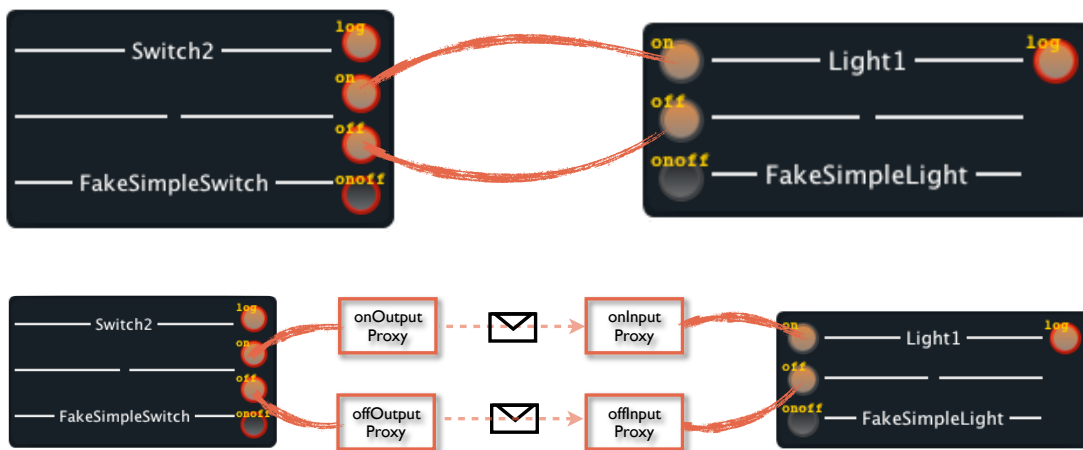 log
Switch2
on
off
FakeSimpleSwitch
onoff
on
Light1
log
off
onoff
FakeSimpleLight
log
Switch2
on
off
FakeSimpleSwitch
onoff
onOutput
Proxy
onInput
Proxy
offOutput
Proxy
offInput
Proxy
on
Light1
log
off
onoff
FakeSimpleLight